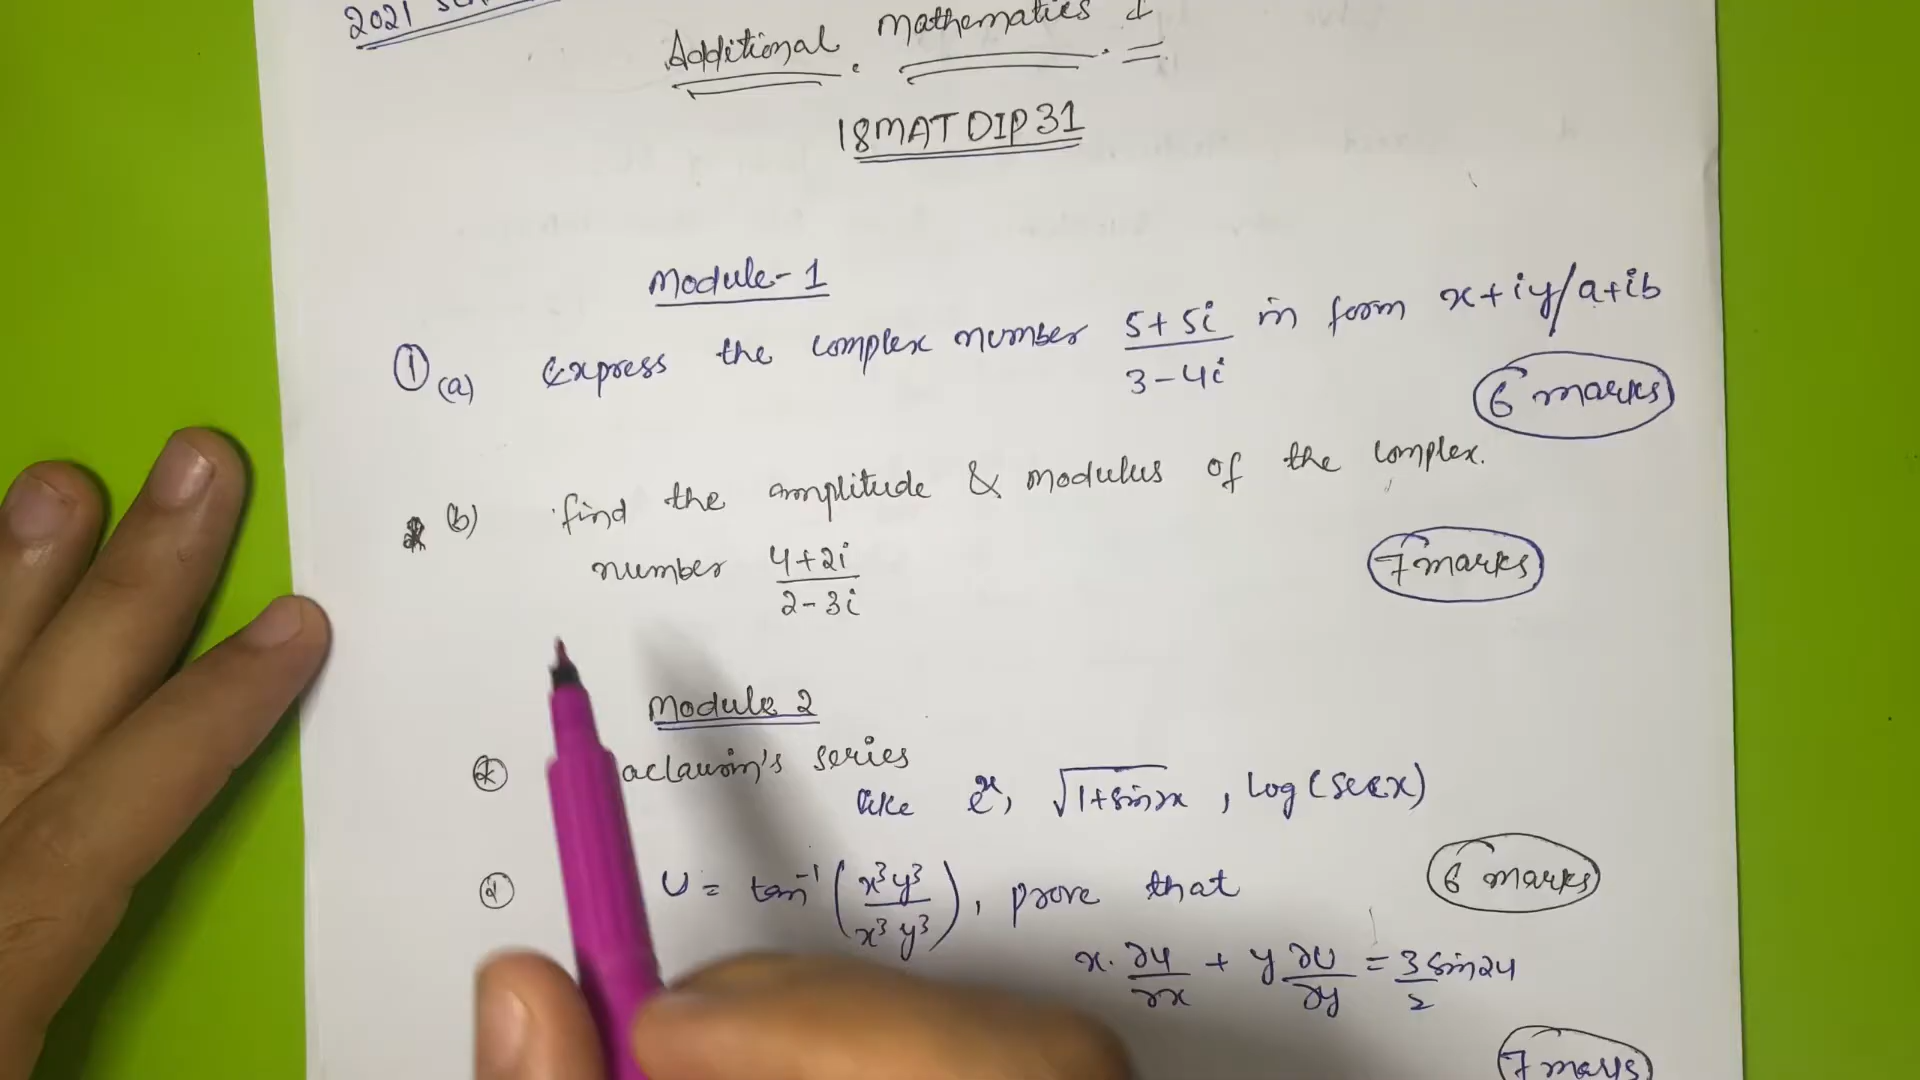 2021
Additional Mathematics I
18MATDIP31
Module-1
① (a) Express the complex number 5+5i / 3-4i in form x+iy/a+ib
6 marks
(b) find the amplitude & modulus of the complex.
number 4+2i / 2-3i
7 marks
Module 2
aclaurin's series
like e^x, √1+sin2x, log(secx)
U = tan⁻¹ (x³y³ / x³y³), prove that
6 marks
x. ∂u/∂x + y ∂u/∂y = 3/2 sin2u
7 marks